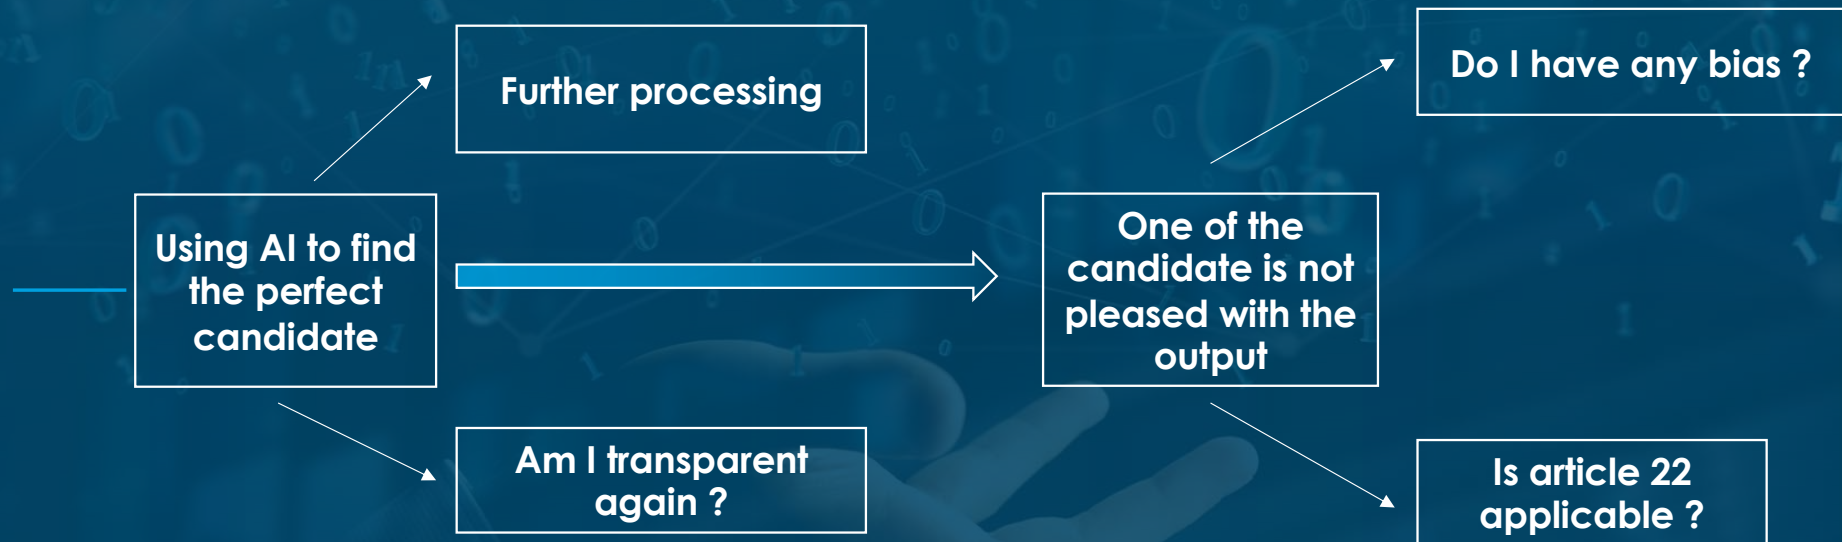 Further processing
Using AI to find
the perfect
candidate
Am I transparent
again ?
One of the
candidate is not
pleased with the
output
Do I have any bias ?
Is article 22
applicable ?